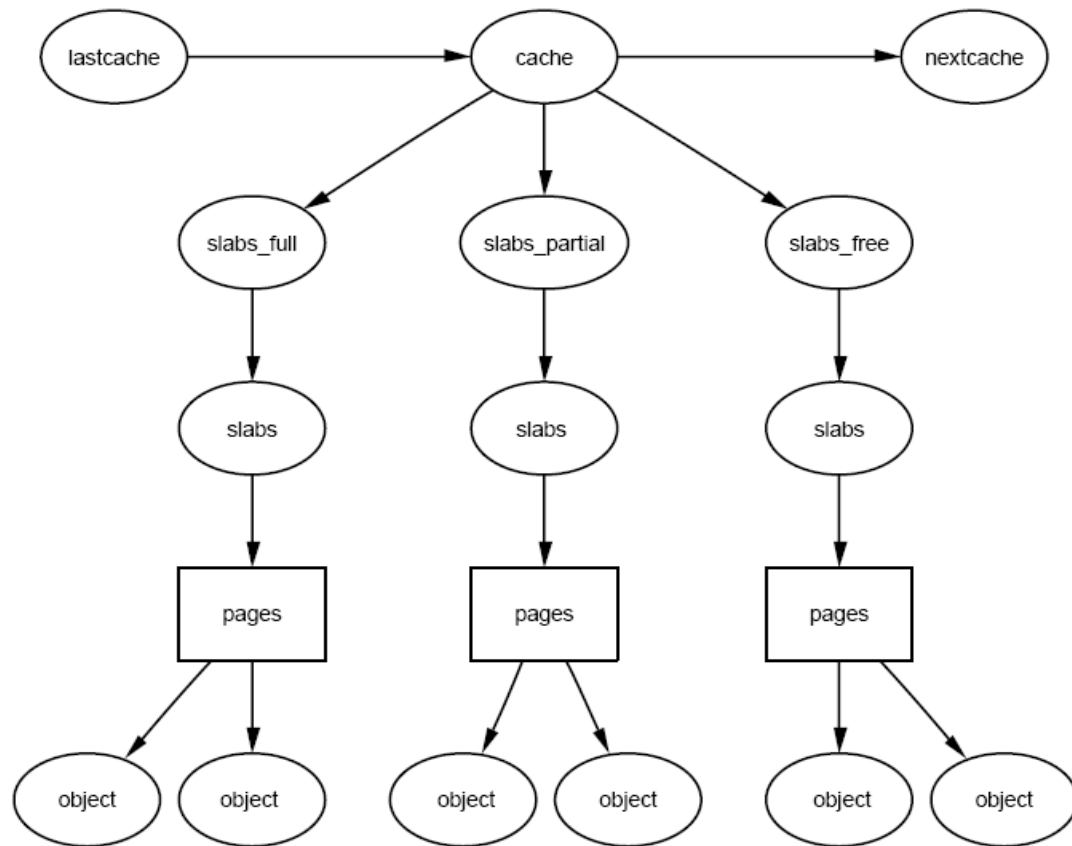 lastcache
cache
nextcache
slabs_full
slabs_partial
slabs_free
slabs
slabs
slabs
pages
pages
pages
object
object
object
object
object
object